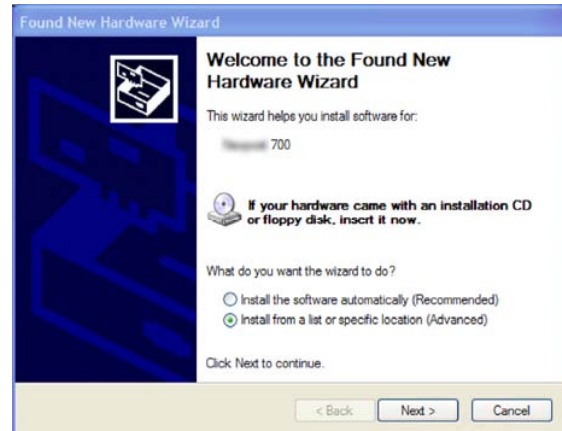 Found New Hardware Wizard
Welcome to the Found New
Hardware Wizard
This wizard helps you install software for:
700
If your hardware came with an installation CD
or floppy disk, insert it now.
What do you want the wizard to do?
Install the software automatically (Recommended)
Install from a list or specific location (Advanced)
Click Next to continue.
< Back Next > Cancel